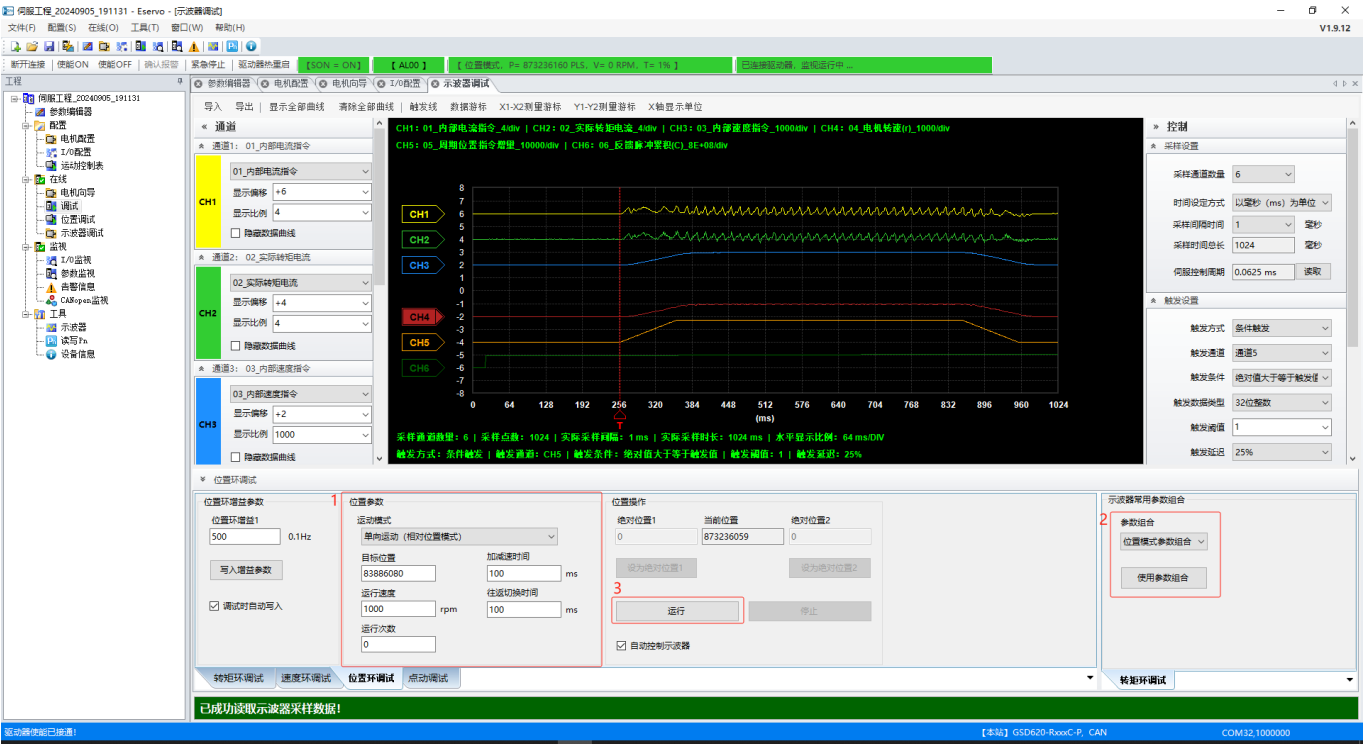 伺服工程_20240905_191131 - Eservo - [示波器调试]
文件(F) 配置(S) 在线(O) 工具(T) 窗口(W) 帮助(H)
V1.9.12
断开连接 使能ON 使能OFF 确认报警 紧急停止 驱动器热重启 【SON = ON】 【 AL00 】 【 位置模式, P= 873236160 PLS, V= 0 RPM, T= 1% 】 已连接驱动器, 监视运行中 ...
工程
伺服工程_20240905_191131
参数编辑器
配置
电机配置
I/O配置
运动控制表
在线
电机向导
调试
位置调试
示波器调试
监视
I/O监视
参数监视
告警信息
CANopen监视
工具
示波器
读写Pn
设备信息
参数编辑器 电机配置 电机向导 I/O配置 示波器调试
导入 导出 | 显示全部曲线 清除全部曲线 | 触发线 数据游标 X1-X2测量游标 Y1-Y2测量游标 X轴显示单位
« 通道
通道1: 01_内部电流指令
CH1
01_内部电流指令
显示偏移 +6
显示比例 4
隐藏数据曲线
通道2: 02_实际转矩电流
CH2
02_实际转矩电流
显示偏移 +4
显示比例 4
隐藏数据曲线
通道3: 03_内部速度指令
CH3
03_内部速度指令
显示偏移 +2
显示比例 1000
隐藏数据曲线
CH1: 01_内部电流指令_4/div | CH2: 02_实际转矩电流_4/div | CH3: 03_内部速度指令_1000/div | CH4: 04_电机转速(r)_1000/div
CH5: 05_周期位置指令增量_10000/div | CH6: 06_反馈脉冲累积(C)_8E+08/div
8
7
6
5
4
3
2
1
0
-1
-2
-3
-4
-5
-6
-7
-8
CH1
CH2
CH3
CH4
CH5
CH6
0 64 128 192 256 320 384 448 512 576 640 704 768 832 896 960 1024
T
(ms)
采样通道数量: 6 | 采样点数: 1024 | 实际采样间隔: 1 ms | 实际采样时长: 1024 ms | 水平显示比例: 64 ms/DIV
触发方式: 条件触发 | 触发通道: CH5 | 触发条件: 绝对值大于等于触发值 | 触发阈值: 1 | 触发延迟: 25%
» 控制
采样设置
采样通道数量 6
时间设定方式 以毫秒（ms）为单位
采样间隔时间 1 毫秒
采样时间总长 1024 毫秒
伺服控制周期 0.0625 ms 读取
触发设置
触发方式 条件触发
触发通道 通道5
触发条件 绝对值大于等于触发值
触发数据类型 32位整数
触发阈值 1
触发延迟 25%
位置环调试
位置环增益参数
位置环增益1
500 0.1Hz
写入增益参数
调试时自动写入
1
位置参数
运动模式
单向运动（相对位置模式）
目标位置 加减速时间
83886080 100 ms
运行速度 往返切换时间
1000 rpm 100 ms
运行次数
0
位置操作
绝对位置1 当前位置 绝对位置2
0 873236059 0
设为绝对位置1 设为绝对位置2
3
运行 停止
自动控制示波器
示波器常用参数组合
2
参数组合
位置模式参数组合
使用参数组合
转矩环调试 速度环调试 位置环调试 点动调试
转矩环调试
已成功读取示波器采样数据!
驱动器使能已接通! 【本站】GSD620-RxxxC-P, CAN COM32,1000000